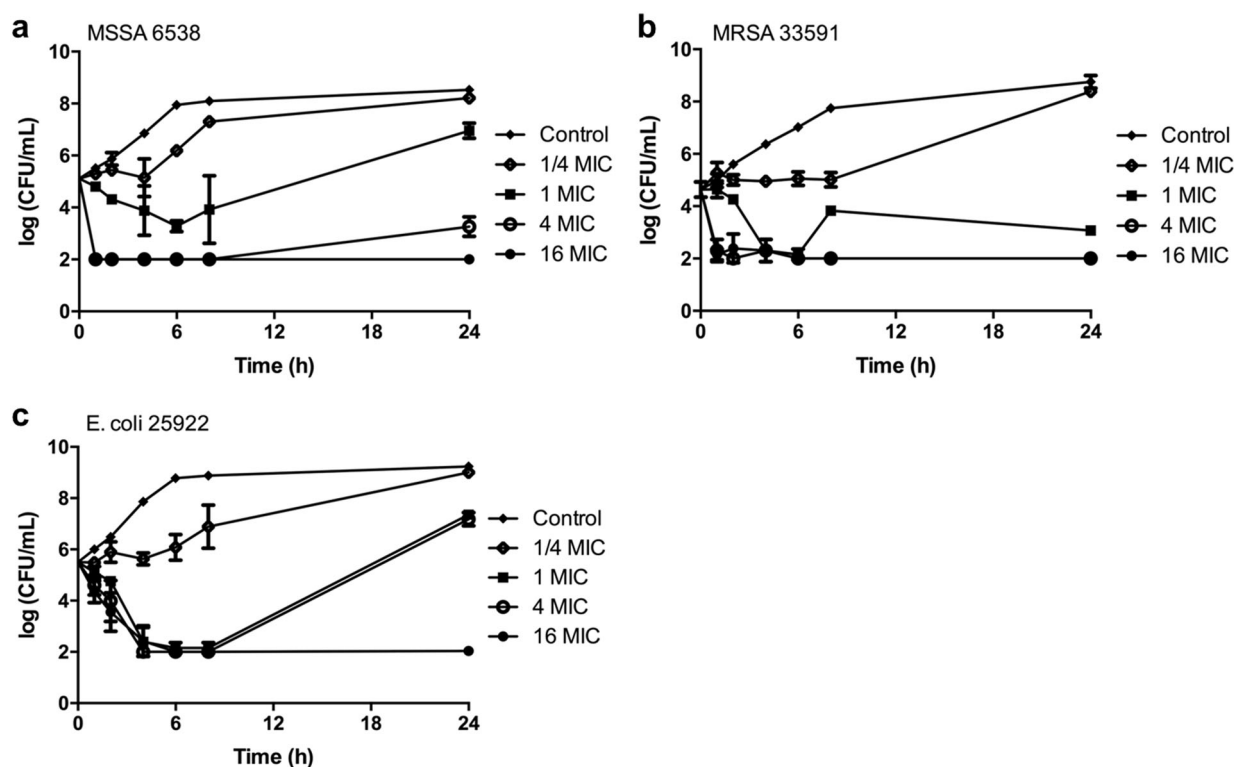 a
MSSA 6538
10
8
6
4
2
0
log (CFU/mL)
0 6 12 18 24
Time (h)
Control
1/4 MIC
1 MIC
4 MIC
16 MIC
b
MRSA 33591
10
8
6
4
2
0
log (CFU/mL)
0 6 12 18 24
Time (h)
Control
1/4 MIC
1 MIC
4 MIC
16 MIC
c
E. coli 25922
10
8
6
4
2
0
log (CFU/mL)
0 6 12 18 24
Time (h)
Control
1/4 MIC
1 MIC
4 MIC
16 MIC